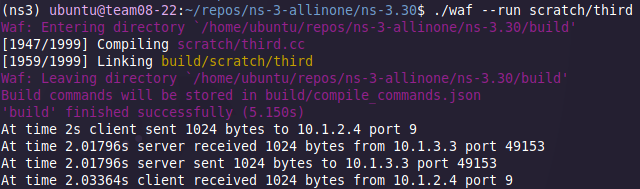 (ns3) ubuntu@team08-22:~/repos/ns-3-allinone/ns-3.30$ ./waf --run scratch/third
Waf: Entering directory `/home/ubuntu/repos/ns-3-allinone/ns-3.30/build'
[1947/1999] Compiling scratch/third.cc
[1959/1999] Linking build/scratch/third
Waf: Leaving directory `/home/ubuntu/repos/ns-3-allinone/ns-3.30/build'
Build commands will be stored in build/compile_commands.json
'build' finished successfully (5.150s)
At time 2s client sent 1024 bytes to 10.1.2.4 port 9
At time 2.01796s server received 1024 bytes from 10.1.3.3 port 49153
At time 2.01796s server sent 1024 bytes to 10.1.3.3 port 49153
At time 2.03364s client received 1024 bytes from 10.1.2.4 port 9